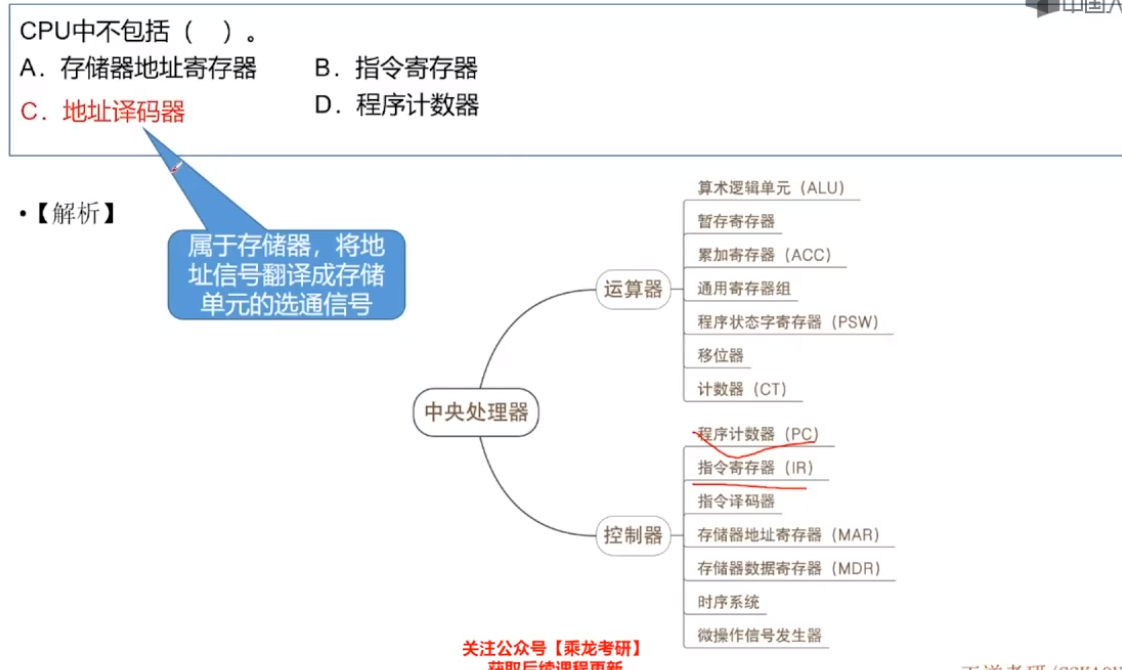 CPU中不包括（ ）。
A．存储器地址寄存器 B．指令寄存器
C．地址译码器 D．程序计数器
•【解析】
属于存储器，将地
址信号翻译成存储
单元的选通信号
中央处理器
运算器
算术逻辑单元（ALU）
暂存寄存器
累加寄存器（ACC）
通用寄存器组
程序状态字寄存器（PSW）
移位器
计数器（CT）
控制器
程序计数器（PC）
指令寄存器（IR）
指令译码器
存储器地址寄存器（MAR）
存储器数据寄存器（MDR）
时序系统
微操作信号发生器
关注公众号【乘龙考研】
获取后续课程更新